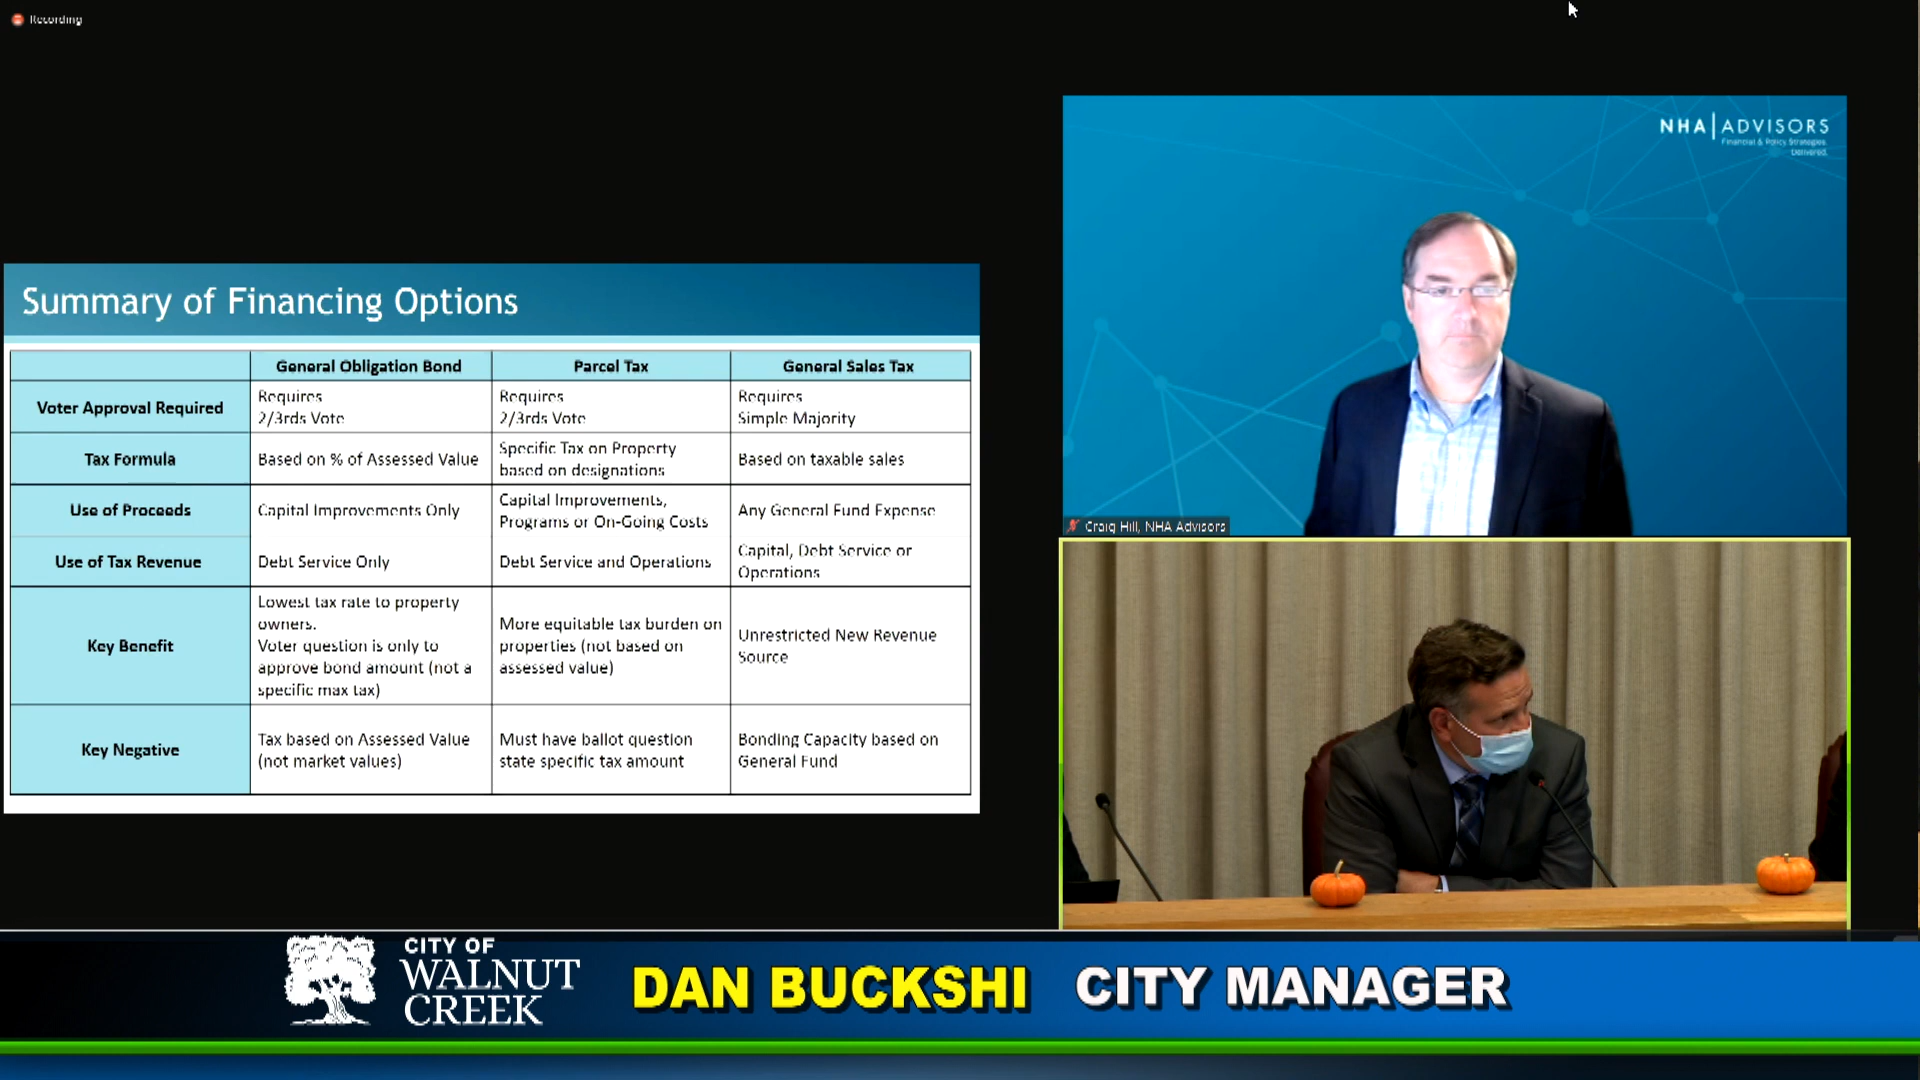 Recording
NHA | ADVISORS
Financial & Policy Strategies.
Delivered.
Summary of Financing Options
General Obligation Bond
Parcel Tax
General Sales Tax
Voter Approval Required
Requires
2/3rds Vote
Requires
2/3rds Vote
Requires
Simple Majority
Tax Formula
Based on % of Assessed Value
Specific Tax on Property
based on designations
Based on taxable sales
Use of Proceeds
Capital Improvements Only
Capital Improvements,
Programs or On-Going Costs
Any General Fund Expense
Use of Tax Revenue
Debt Service Only
Debt Service and Operations
Capital, Debt Service or
Operations
Key Benefit
Lowest tax rate to property
owners.
Voter question is only to
approve bond amount (not a
specific max tax)
More equitable tax burden on
properties (not based on
assessed value)
Unrestricted New Revenue
Source
Key Negative
Tax based on Assessed Value
(not market values)
Must have ballot question
state specific tax amount
Bonding Capacity based on
General Fund
Craig Hill, NHA Advisors
CITY OF
WALNUT
CREEK
DAN BUCKSHI CITY MANAGER